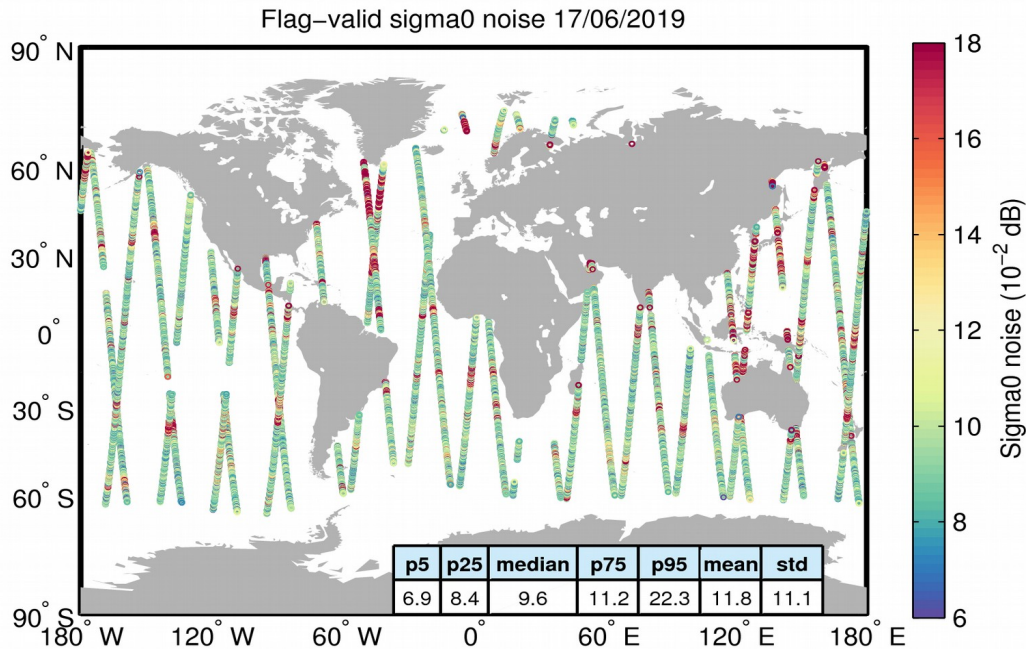 Flag−valid sigma0 noise 17/06/2019
90° N
60° N
30° N
0°
30° S
60° S
90° S
180° W
120° W
60° W
0°
60° E
120° E
180° E
p5 p25 median p75 p95 mean std
6.9 8.4 9.6 11.2 22.3 11.8 11.1
18
16
14
12
10
8
6
Sigma0 noise (10⁻² dB)